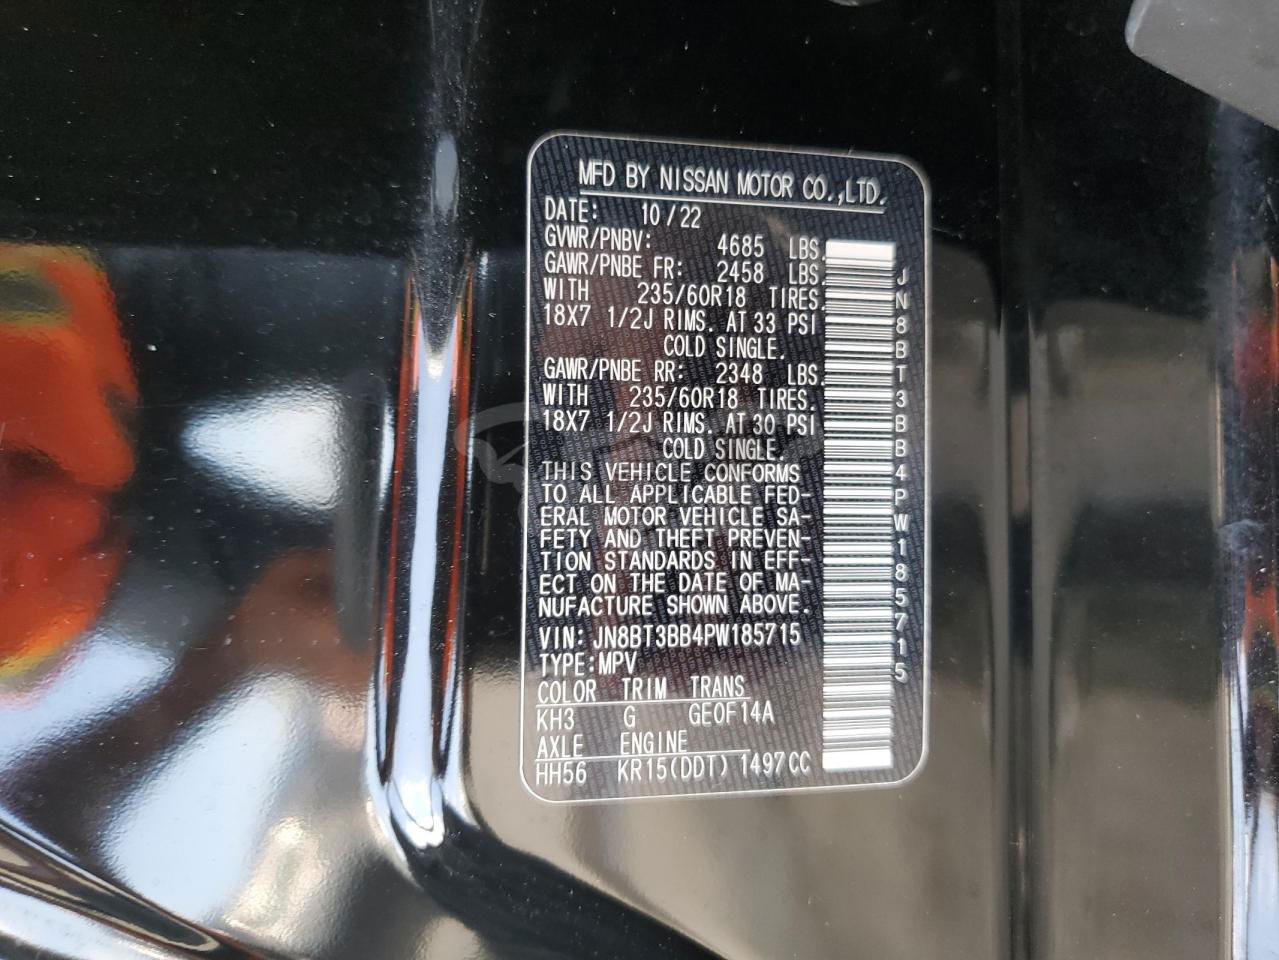 MFD BY NISSAN MOTOR CO.,LTD.
DATE: 10/22
GVWR/PNBV: 4685 LBS.
GAWR/PNBE FR: 2458 LBS.
WITH 235/60R18 TIRES.
18X7 1/2J RIMS. AT 33 PSI
COLD SINGLE.
GAWR/PNBE RR: 2348 LBS.
WITH 235/60R18 TIRES.
18X7 1/2J RIMS. AT 30 PSI
COLD SINGLE.
THIS VEHICLE CONFORMS
TO ALL APPLICABLE FED-
ERAL MOTOR VEHICLE SA-
FETY AND THEFT PREVEN-
TION STANDARDS IN EFF-
ECT ON THE DATE OF MA-
NUFACTURE SHOWN ABOVE.
VIN: JN8BT3BB4PW185715
TYPE:MPV
COLOR TRIM TRANS
KH3 G GEOF14A
AXLE ENGINE
HH56 KR15(DDT) 1497CC
JN8BT3BB4PW185715